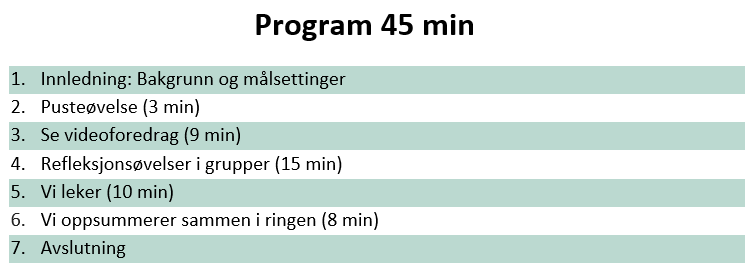 Program 45 min
1. Innledning: Bakgrunn og målsettinger
2. Pusteøvelse (3 min)
3. Se videoforedrag (9 min)
4. Refleksjonsøvelser i grupper (15 min)
5. Vi leker (10 min)
6. Vi oppsummerer sammen i ringen (8 min)
7. Avslutning